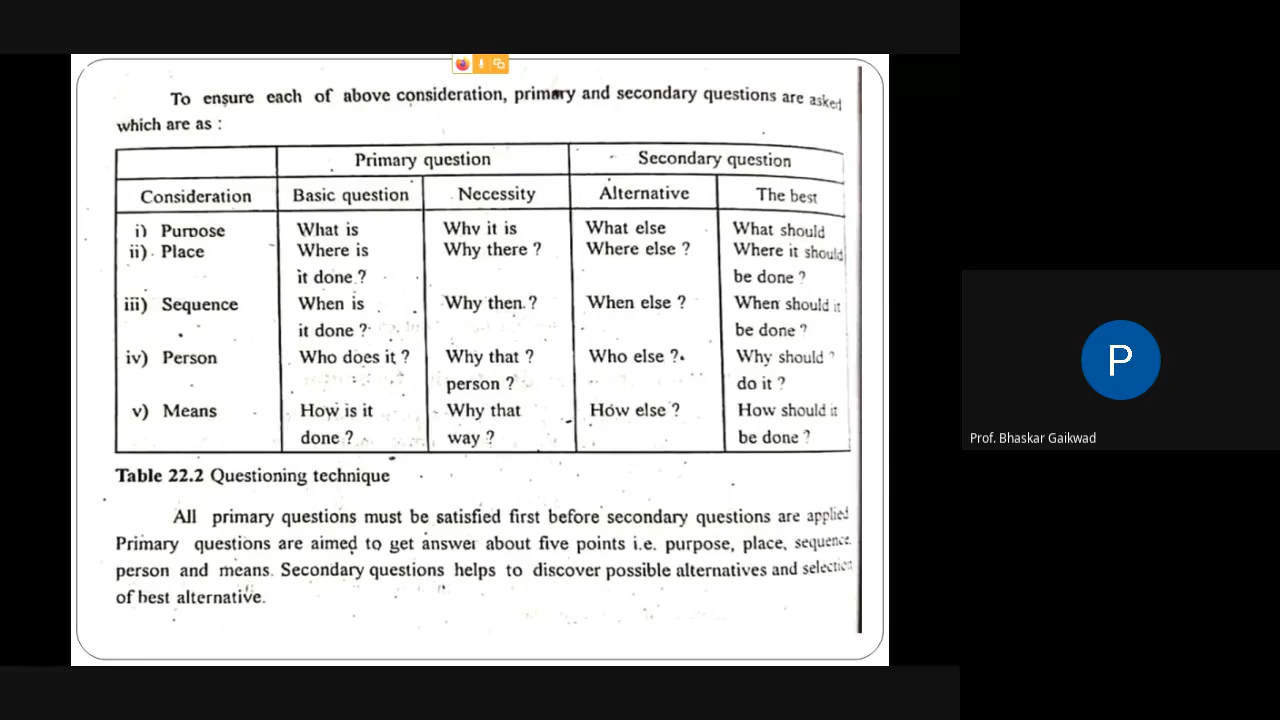 To ensure each of above consideration, primary and secondary questions are asked
which are as :
Primary question Secondary question
Consideration Basic question Necessity Alternative The best
i) Purpose What is Why it is What else What should
ii) Place Where is Why there ? Where else ? Where it should
it done ? be done ?
iii) Sequence When is Why then ? When else ? When should it
it done ? be done ?
iv) Person Who does it ? Why that ? Who else ? Why should ?
person ? do it ?
v) Means How is it Why that How else ? How should it
done ? way ? be done ?
Table 22.2 Questioning technique
All primary questions must be satisfied first before secondary questions are applied
Primary questions are aimed to get answer about five points i.e. purpose, place, sequence,
person and means. Secondary questions helps to discover possible alternatives and selection
of best alternative.
P
Prof. Bhaskar Gaikwad